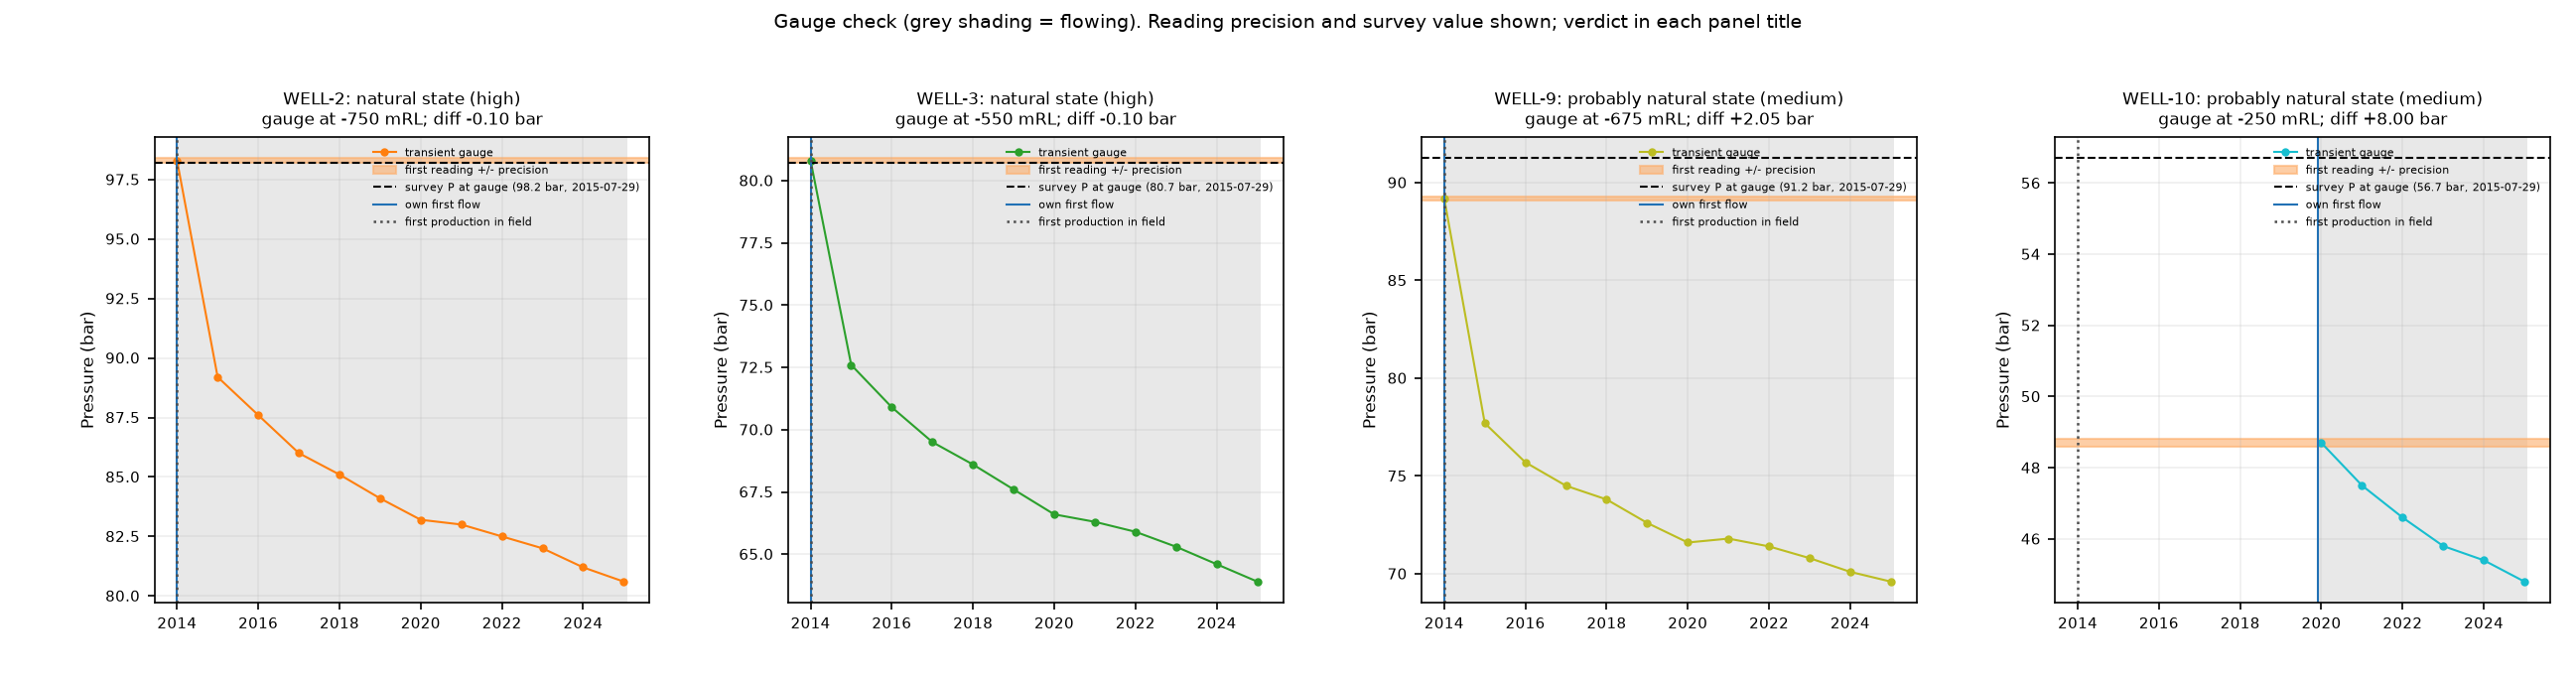 Gauge check (grey shading = flowing). Reading precision and survey value shown; verdict in each panel title
WELL-2: natural state (high)
gauge at -750 mRL; diff -0.10 bar
Pressure (bar)
97.5
95.0
92.5
90.0
87.5
85.0
82.5
80.0
transient gauge
first reading +/- precision
survey P at gauge (98.2 bar, 2015-07-29)
own first flow
first production in field
2014 2016 2018 2020 2022 2024
WELL-3: natural state (high)
gauge at -550 mRL; diff -0.10 bar
Pressure (bar)
80.0
77.5
75.0
72.5
70.0
67.5
65.0
transient gauge
first reading +/- precision
survey P at gauge (80.7 bar, 2015-07-29)
own first flow
first production in field
2014 2016 2018 2020 2022 2024
WELL-9: probably natural state (medium)
gauge at -675 mRL; diff +2.05 bar
Pressure (bar)
90
85
80
75
70
transient gauge
first reading +/- precision
survey P at gauge (91.2 bar, 2015-07-29)
own first flow
first production in field
2014 2016 2018 2020 2022 2024
WELL-10: probably natural state (medium)
gauge at -250 mRL; diff +8.00 bar
Pressure (bar)
56
54
52
50
48
46
transient gauge
first reading +/- precision
survey P at gauge (56.7 bar, 2015-07-29)
own first flow
first production in field
2014 2016 2018 2020 2022 2024